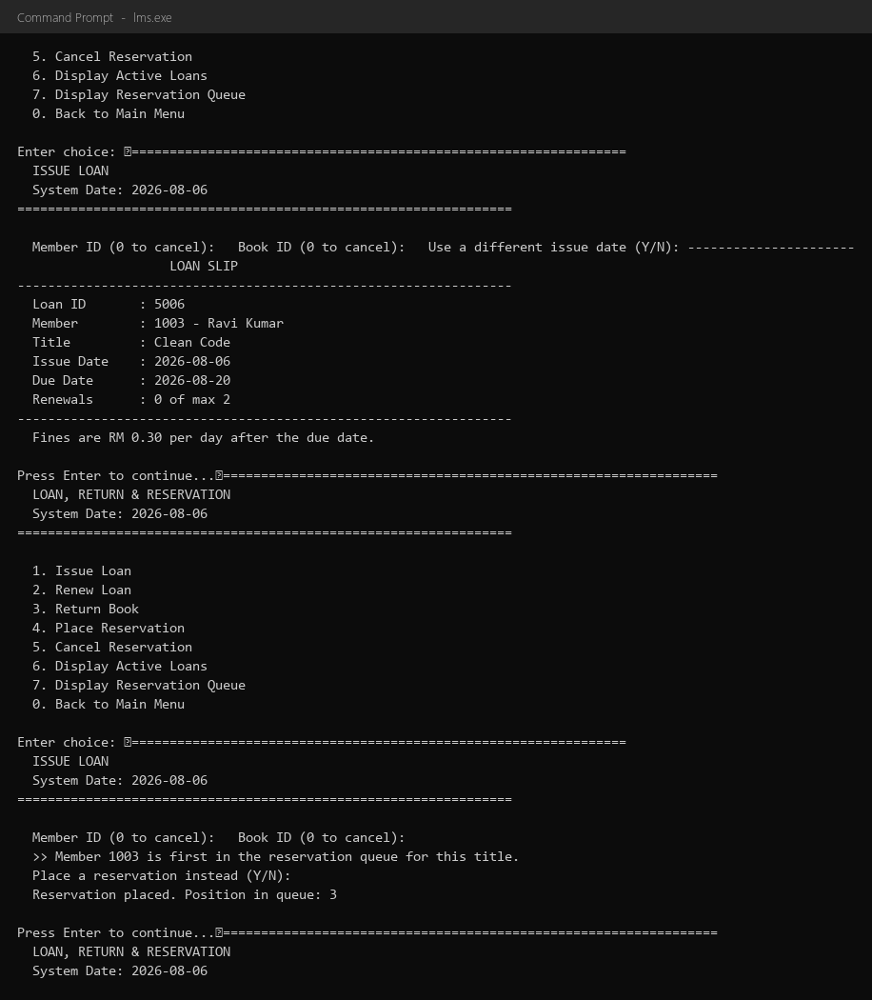 Command Prompt - lms.exe
5. Cancel Reservation
6. Display Active Loans
7. Display Reservation Queue
0. Back to Main Menu
Enter choice: =================================================================
ISSUE LOAN
System Date: 2026-08-06
=================================================================
Member ID (0 to cancel):   Book ID (0 to cancel):   Use a different issue date (Y/N): ----------------------
LOAN SLIP
-----------------------------------------------------------------
Loan ID       : 5006
Member        : 1003 - Ravi Kumar
Title         : Clean Code
Issue Date    : 2026-08-06
Due Date      : 2026-08-20
Renewals      : 0 of max 2
-----------------------------------------------------------------
Fines are RM 0.30 per day after the due date.
Press Enter to continue...=================================================================
LOAN, RETURN & RESERVATION
System Date: 2026-08-06
=================================================================
1. Issue Loan
2. Renew Loan
3. Return Book
4. Place Reservation
5. Cancel Reservation
6. Display Active Loans
7. Display Reservation Queue
0. Back to Main Menu
Enter choice: =================================================================
ISSUE LOAN
System Date: 2026-08-06
=================================================================
Member ID (0 to cancel):   Book ID (0 to cancel):
>> Member 1003 is first in the reservation queue for this title.
Place a reservation instead (Y/N):
Reservation placed. Position in queue: 3
Press Enter to continue...=================================================================
LOAN, RETURN & RESERVATION
System Date: 2026-08-06